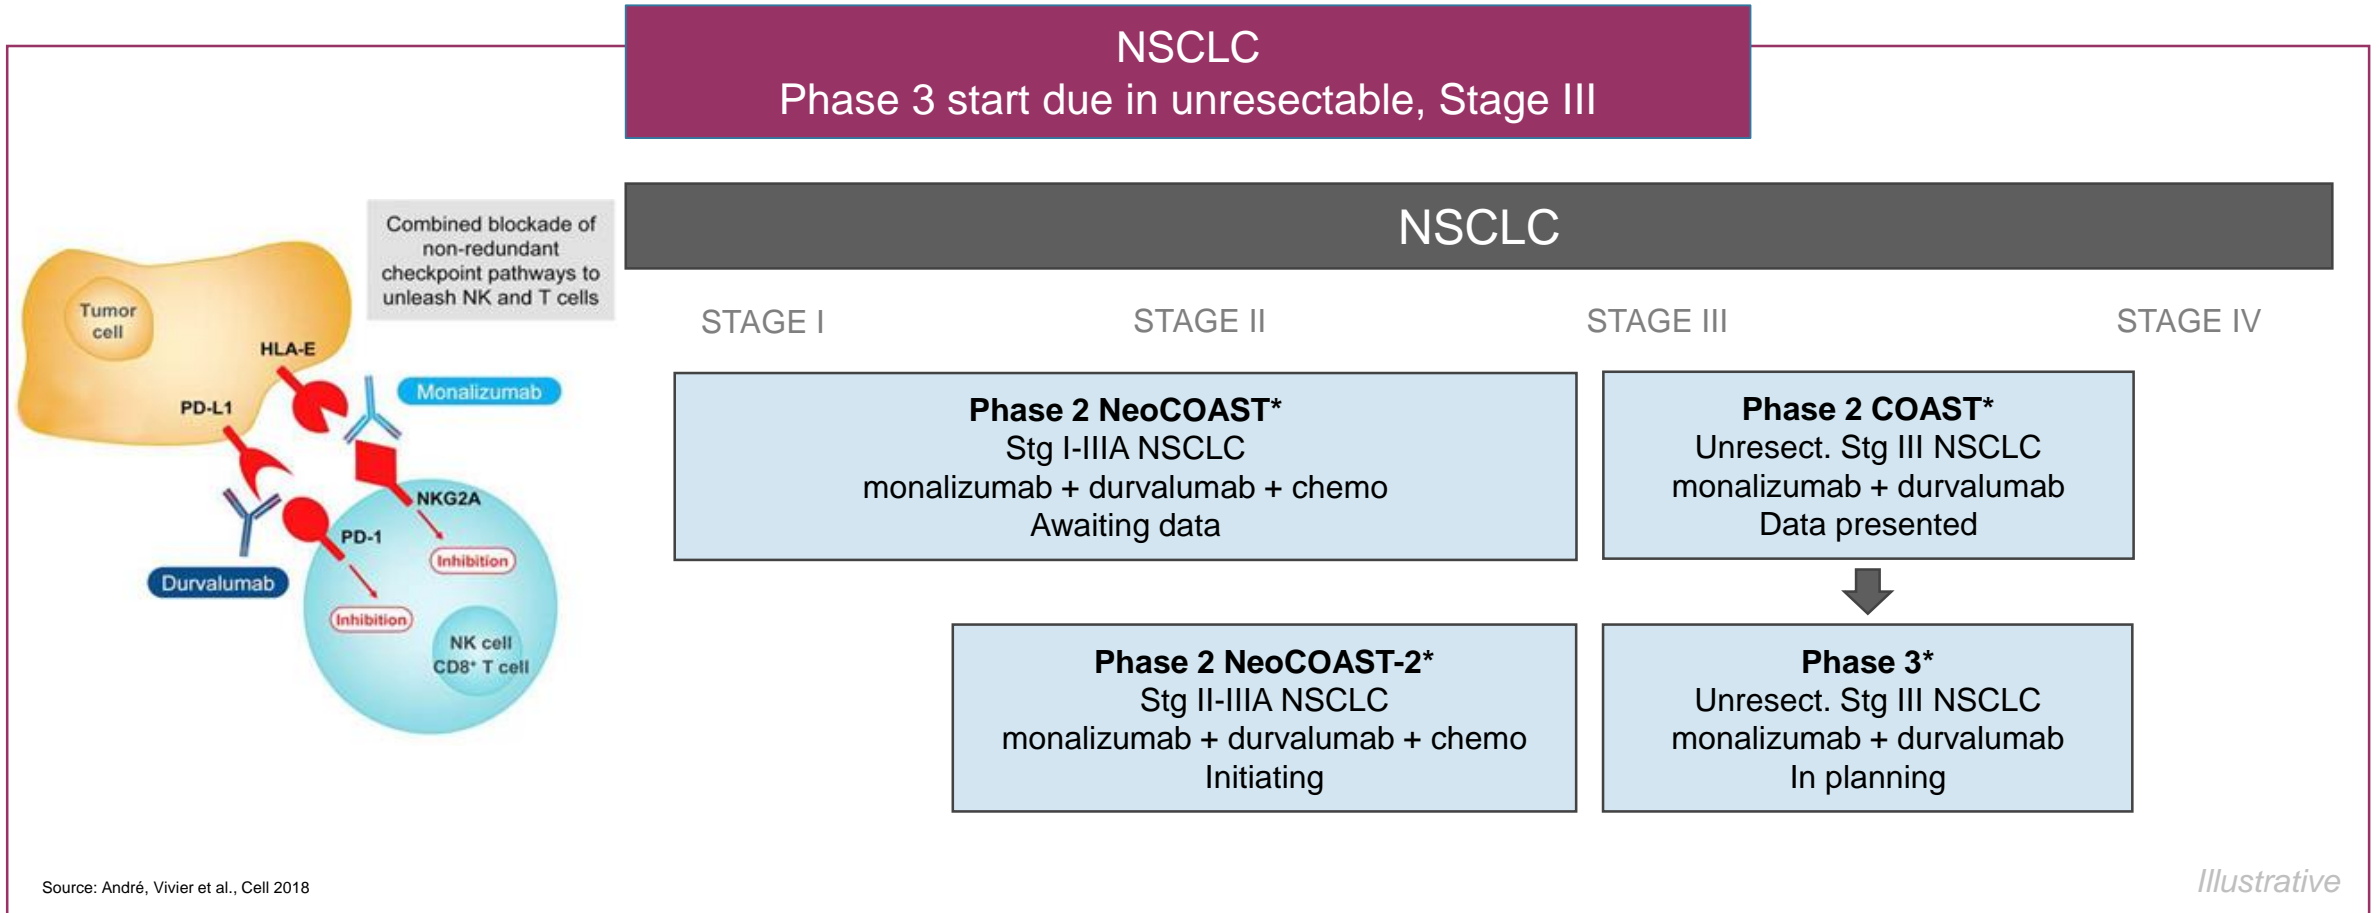 NSCLC
Phase 3 start due in unresectable, Stage III
Combined blockade of
non-redundant
checkpoint pathways to
unleash NK and T cells
Tumor
cell
HLA-E
PD-L1
Monalizumab
NKG2A
PD-1
Inhibition
Durvalumab
Inhibition
NK cell
CD8⁺ T cell
NSCLC
STAGE I
STAGE II
STAGE III
STAGE IV
Phase 2 NeoCOAST*
Stg I-IIIA NSCLC
monalizumab + durvalumab + chemo
Awaiting data
Phase 2 COAST*
Unresect. Stg III NSCLC
monalizumab + durvalumab
Data presented
Phase 2 NeoCOAST-2*
Stg II-IIIA NSCLC
monalizumab + durvalumab + chemo
Initiating
Phase 3*
Unresect. Stg III NSCLC
monalizumab + durvalumab
In planning
Source: André, Vivier et al., Cell 2018
Illustrative